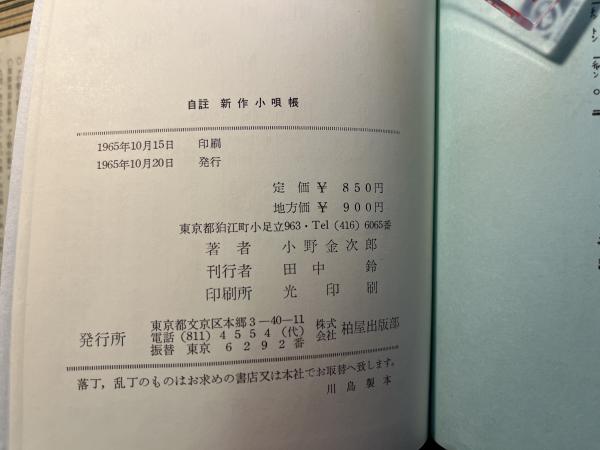 自註 新作小唄帳
1965年10月15日 印刷
1965年10月20日 発行
定価¥ 850円
地方価¥ 900円
東京都狛江町小足立963・Tel (416) 6065番
著者 小野金次郎
刊行者 田中鈴
印刷所 光印刷
発行所
東京都文京区本郷3—40—11
電話 (811) 4554 (代)
振替 東京 6292番
株式会社 柏屋出版部
落丁，乱丁のものはお求めの書店又は本社でお取替へ致します。
川島製本